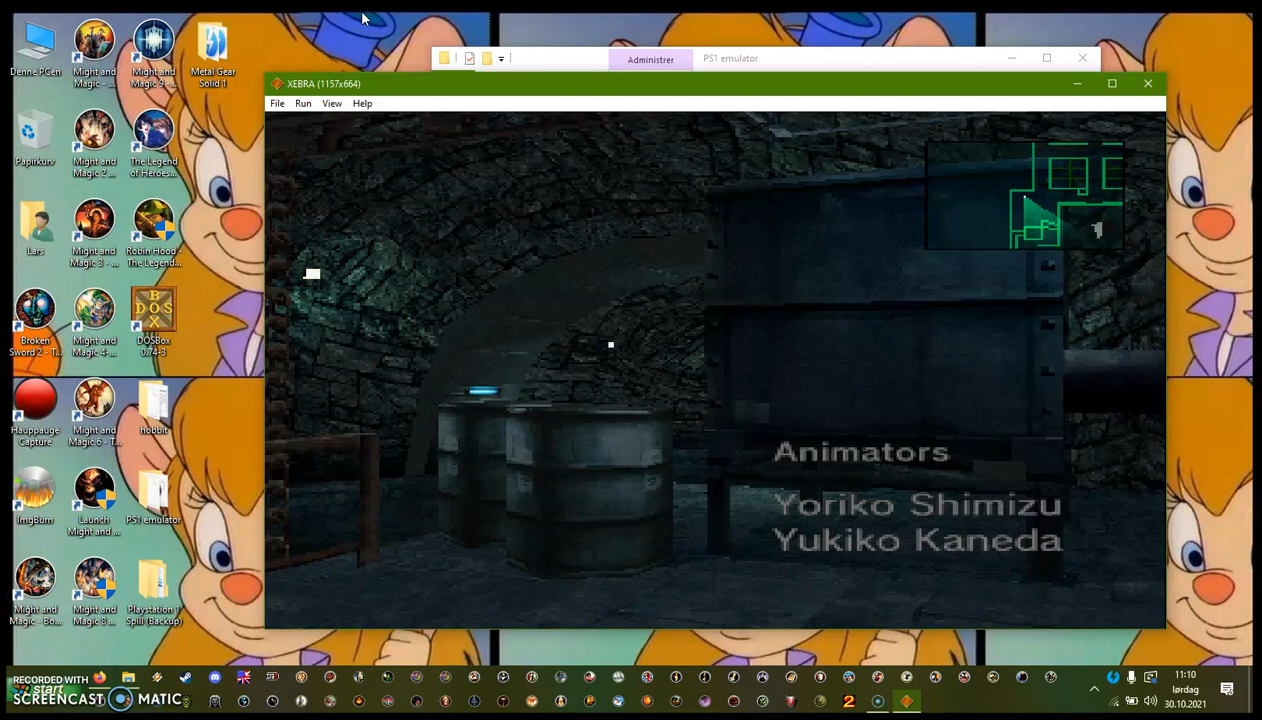 Denne PCen
Might and Magic - ...
Might and Magic 9 - ...
Metal Gear Solid 1
Papirkurv
Might and Magic 2 ...
The Legend of Heroes...
Lars
Might and Magic 3 - ...
Robin Hood - The Legend...
Broken Sword 2 - T...
Might and Magic 4- ...
BOX
DOS
DOSBox 0.74-3
Hauppauge Capture
Might and Magic 6 - T...
hobbit
ImgBurn
Launch Might and ...
PS1 emulator
Might and Magic - Bo...
Might and Magic 8 ...
Playstation 1 Spill (Backup)
Administrer
PS1 emulator
XEBRA (1157x664)
File Run View Help
Animators
Yoriko Shimizu
Yukiko Kaneda
RECORDED WITH
start
SCREENCAST MATIC
11:10
lørdag
30.10.2021